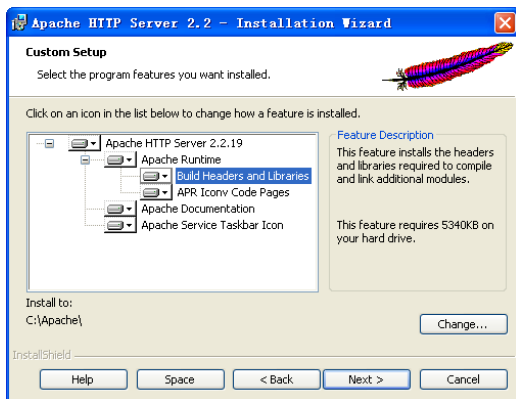 Apache HTTP Server 2.2 - Installation Wizard
Custom Setup
Select the program features you want installed.
Click on an icon in the list below to change how a feature is installed.
Apache HTTP Server 2.2.19
Apache Runtime
Build Headers and Libraries
APR Iconv Code Pages
Apache Documentation
Apache Service Taskbar Icon
Feature Description
This feature installs the headers
and libraries required to compile
and link additional modules.
This feature requires 5340KB on
your hard drive.
Install to:
C:\Apache\
Change...
InstallShield
Help
Space
< Back
Next >
Cancel